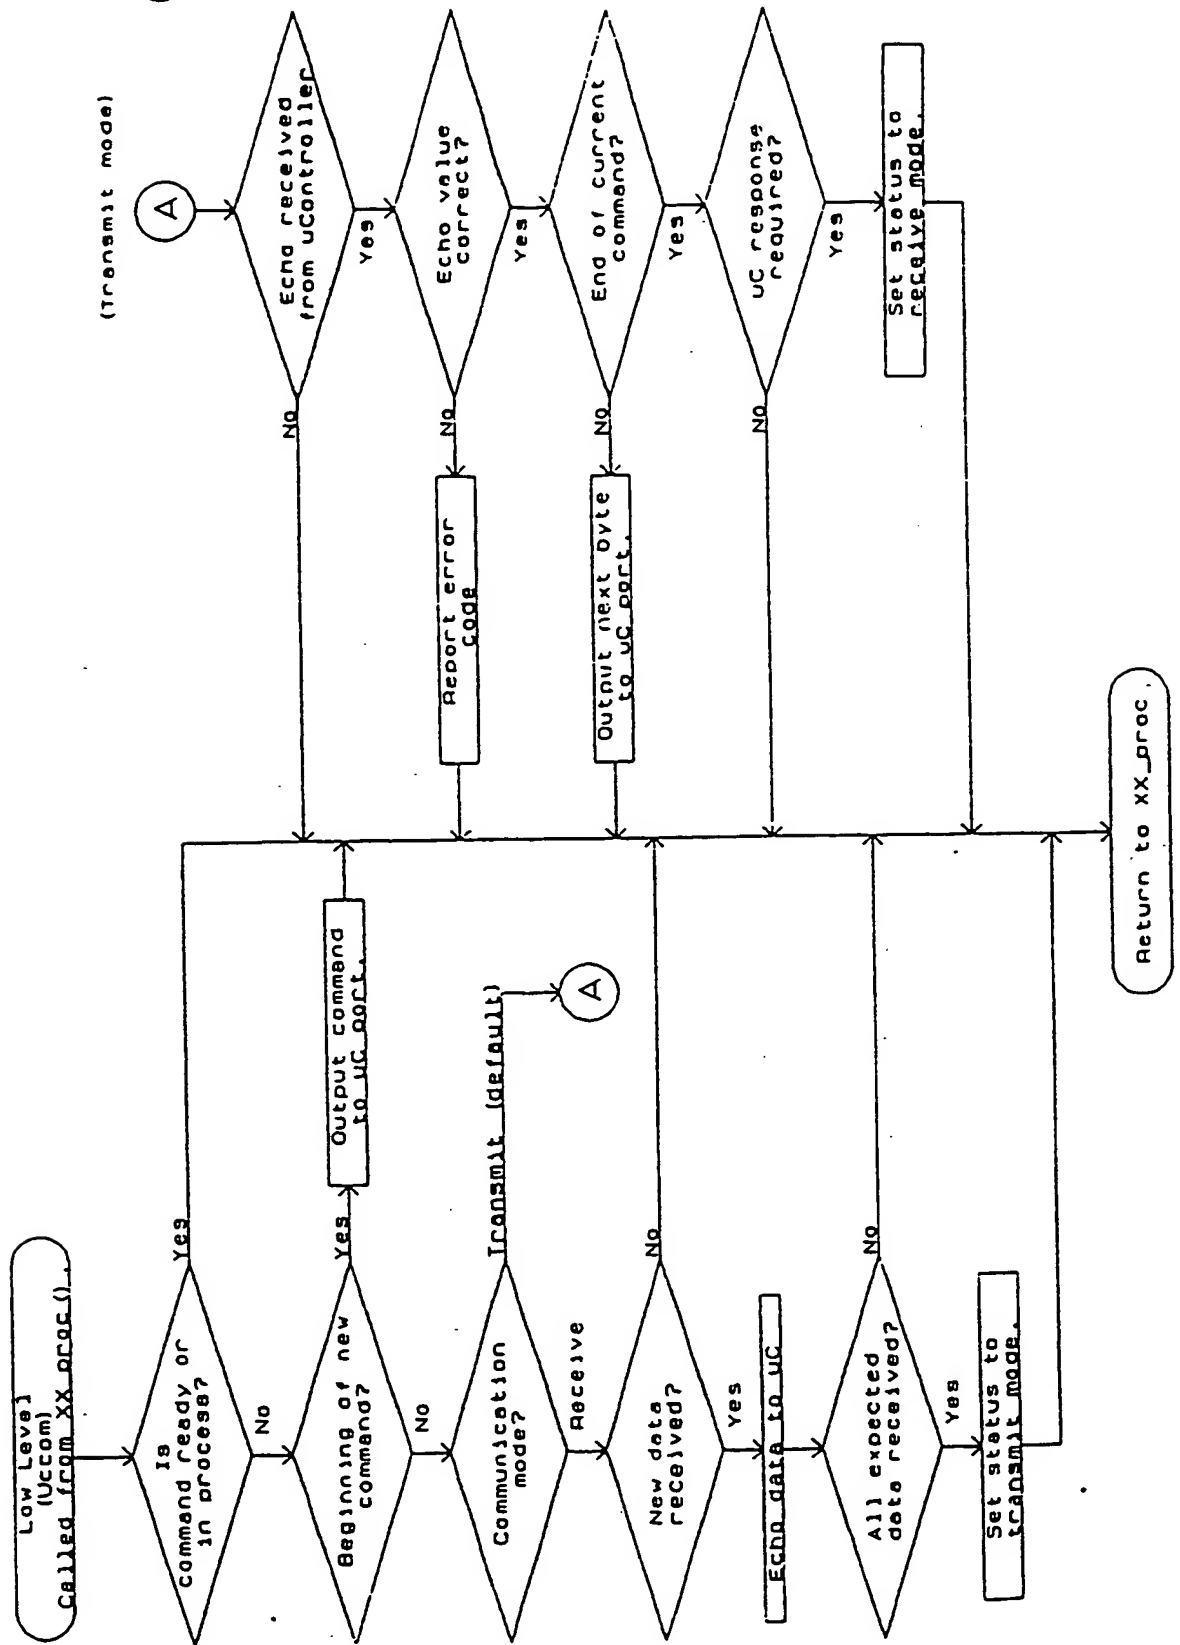 Low Level
(Uccom)
Called from XX_proc().
Is
command ready or
in process?
Yes
No
Beginning of new
command?
Yes
Output command
to uC port.
No
Communication
mode?
Transmit (default)
A
Receive
New data
received?
No
Yes
Echo data to uC
All expected
data received?
No
Yes
Set status to
transmit mode.
(Transmit mode)
A
Echo received
from uController
No
Yes
Echo value
correct?
No
Report error
code
Yes
End of current
command?
No
Output next byte
to uC port.
Yes
uC response
required?
No
Yes
Set status to
receive mode.
Return to XX_proc.